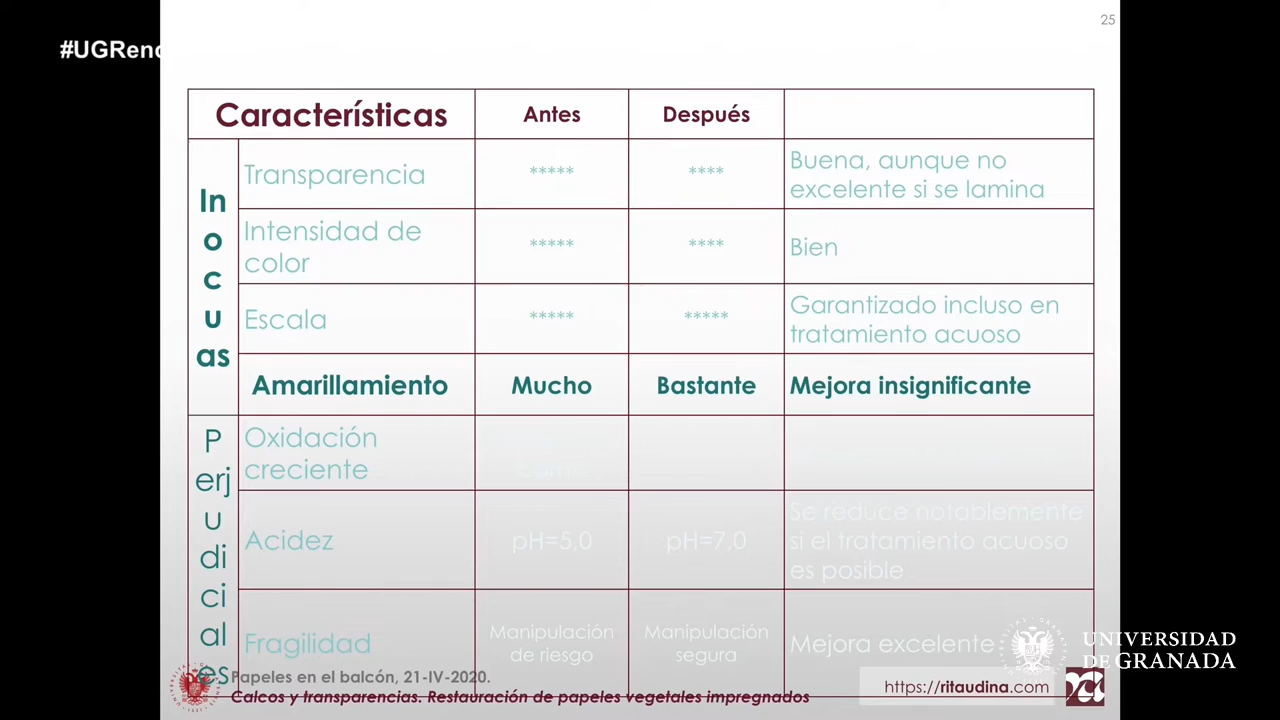 25
#UGRen
Características Antes Después
In
o
c
u
as
Transparencia ***** **** Buena, aunque no
excelente si se lamina
Intensidad de
color ***** **** Bien
Escala ***** ***** Garantizado incluso en
tratamiento acuoso
Amarillamiento Mucho Bastante Mejora insignificante
P
erj
u
di
ci
al
es
Oxidación
creciente
Acidez pH=5,0 pH=7,0 Se reduce notablemente
si el tratamiento acuoso
es posible
Fragilidad Manipulación
de riesgo Manipulación
segura Mejora excelente
UNIVERSIDAD
DE GRANADA
Papeles en el balcón, 21-IV-2020.
Calcos y transparencias. Restauración de papeles vegetales impregnados
https://ritaudina.com